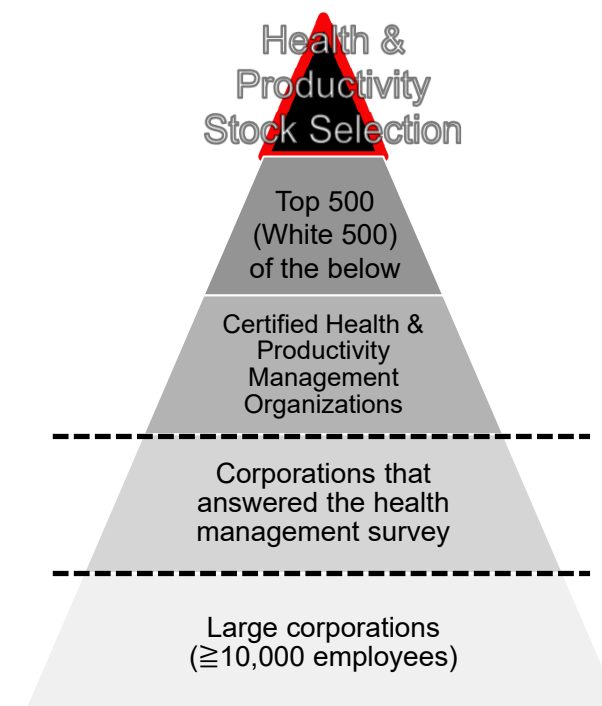 Health &
Productivity
Stock Selection
Top 500
(White 500)
of the below
Certified Health &
Productivity
Management
Organizations
Corporations that
answered the health
management survey
Large corporations
(≧10,000 employees)